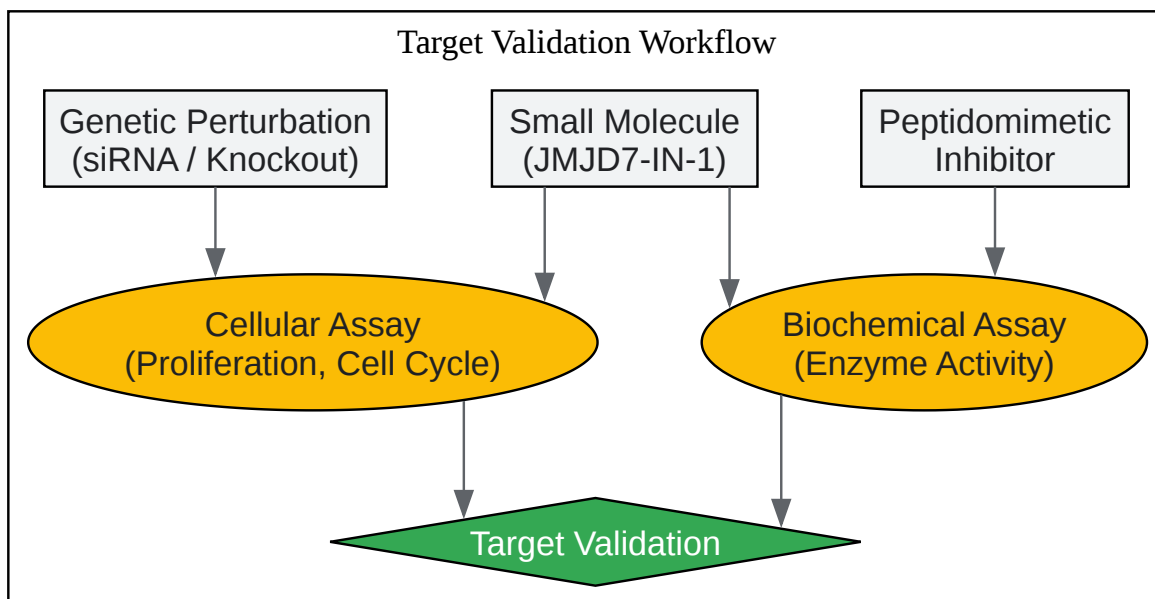 Target Validation Workflow
Genetic Perturbation
(siRNA / Knockout)
Small Molecule
(JMJD7-IN-1)
Peptidomimetic
Inhibitor
Cellular Assay
(Proliferation, Cell Cycle)
Biochemical Assay
(Enzyme Activity)
Target Validation